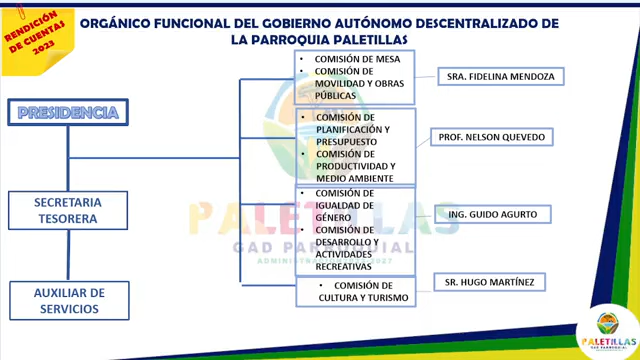 RENDICIÓN
DE CUENTAS
2023
ORGÁNICO FUNCIONAL DEL GOBIERNO AUTÓNOMO DESCENTRALIZADO DE
LA PARROQUIA PALETILLAS
• COMISIÓN DE MESA
• COMISIÓN DE
MOVILIDAD Y OBRAS
PÚBLICAS
SRA. FIDELINA MENDOZA
PRESIDENCIA
• COMISIÓN DE
PLANIFICACIÓN Y
PRESUPUESTO
• COMISIÓN DE
PRODUCTIVIDAD Y
MEDIO AMBIENTE
PROF. NELSON QUEVEDO
SECRETARIA
TESORERA
• COMISIÓN DE
IGUALDAD DE
GÉNERO
• COMISIÓN DE
DESARROLLO Y
ACTIVIDADES
RECREATIVAS
ING. GUIDO AGURTO
PALETILLAS
GAD PARROQUIAL
AUXILIAR DE
SERVICIOS
• COMISIÓN DE
CULTURA Y TURISMO
SR. HUGO MARTÍNEZ
PALETILLAS
GAD PARROQUIAL